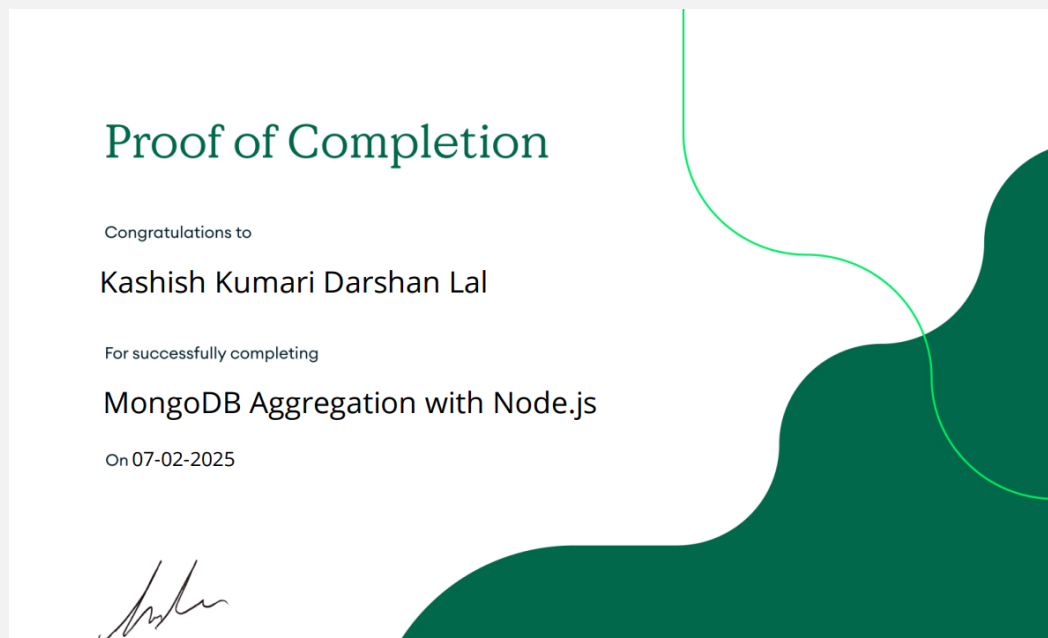 Proof of Completion
Congratulations to
Kashish Kumari Darshan Lal
For successfully completing
MongoDB Aggregation with Node.js
On 07-02-2025